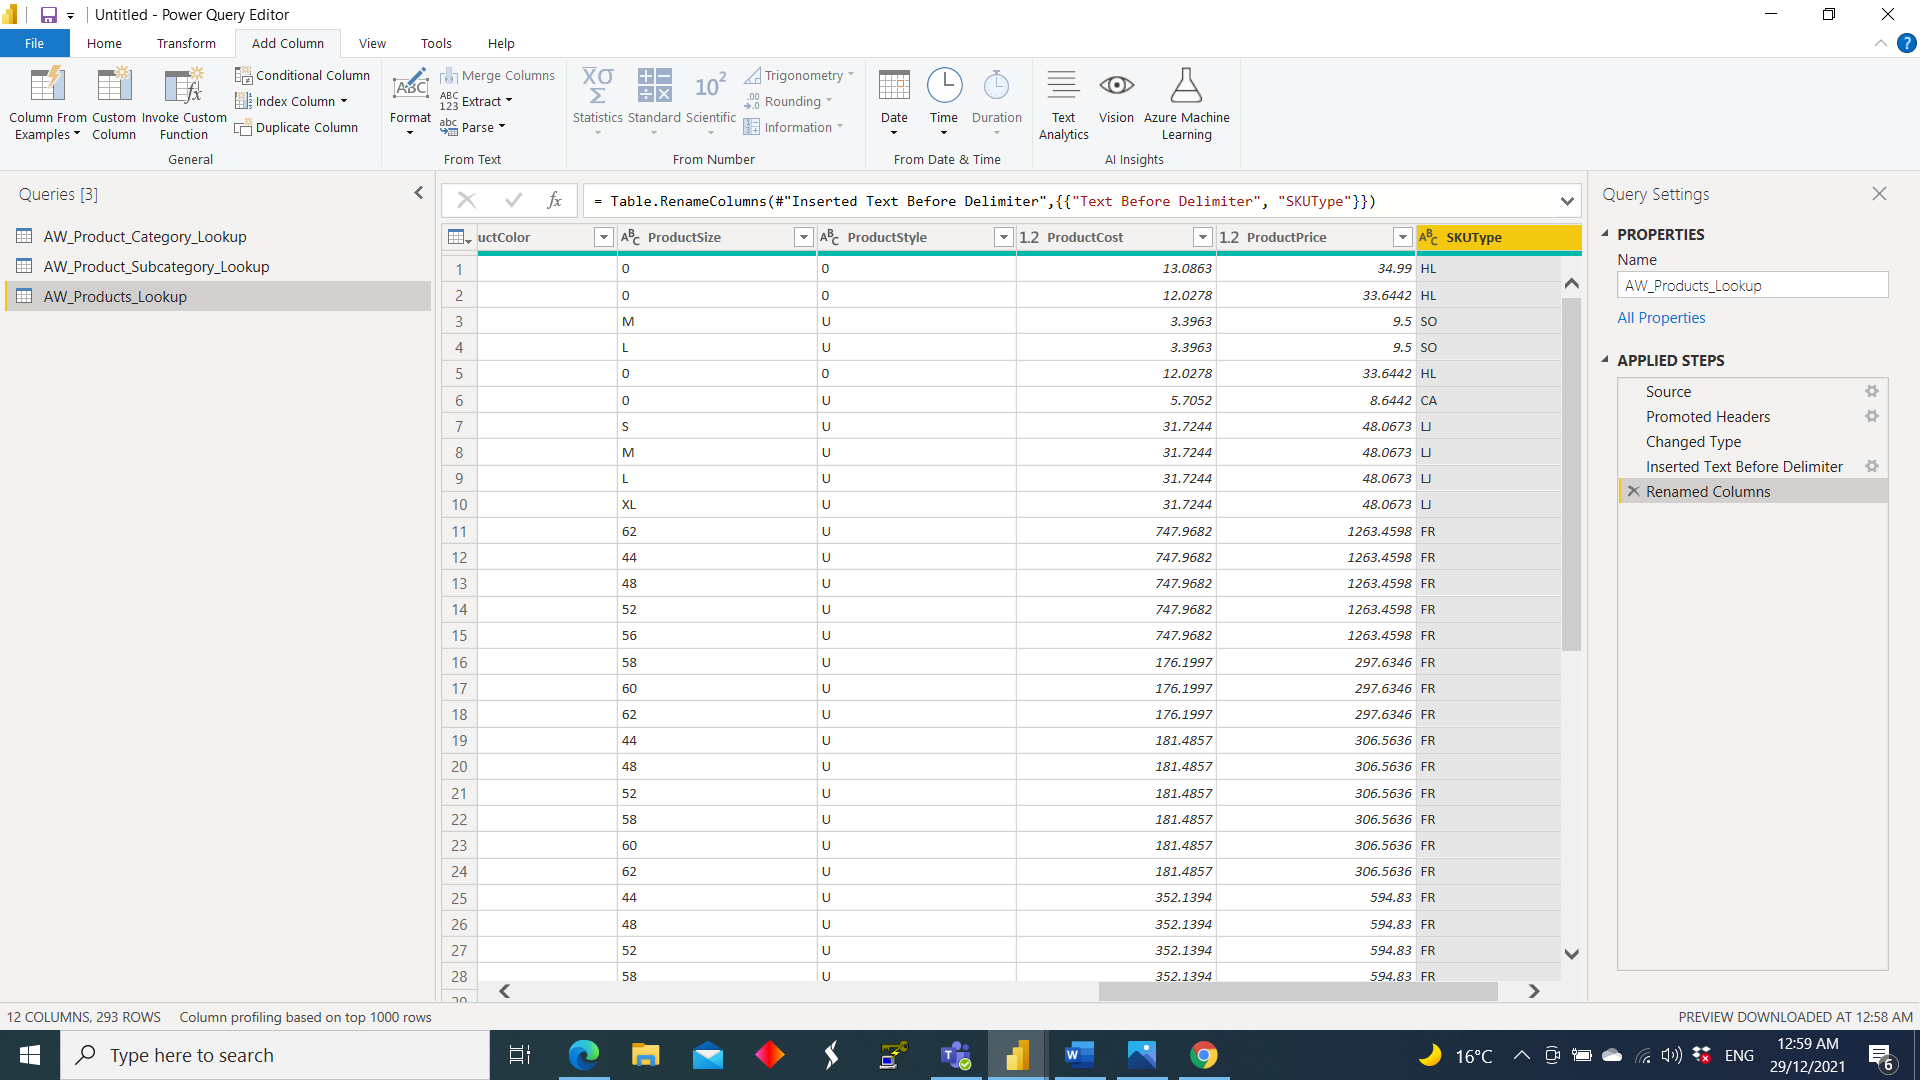 Untitled - Power Query Editor
File Home Transform Add Column View Tools Help
Column From Examples
Custom Column
Invoke Custom Function
Conditional Column
Index Column
Duplicate Column
General
Format
Merge Columns
Extract
Parse
From Text
Statistics
Standard
Scientific
Trigonometry
Rounding
Information
From Number
Date
Time
Duration
From Date & Time
Text Analytics
Vision
Azure Machine Learning
AI Insights
Queries [3]
AW_Product_Category_Lookup
AW_Product_Subcategory_Lookup
AW_Products_Lookup
= Table.RenameColumns(#"Inserted Text Before Delimiter",{{"Text Before Delimiter", "SKUType"}})
uctColor ProductSize ProductStyle 1.2 ProductCost 1.2 ProductPrice SKUType
1 0 0 13.0863 34.99 HL
2 0 0 12.0278 33.6442 HL
3 M U 3.3963 9.5 SO
4 L U 3.3963 9.5 SO
5 0 0 12.0278 33.6442 HL
6 0 U 5.7052 8.6442 CA
7 S U 31.7244 48.0673 LJ
8 M U 31.7244 48.0673 LJ
9 L U 31.7244 48.0673 LJ
10 XL U 31.7244 48.0673 LJ
11 62 U 747.9682 1263.4598 FR
12 44 U 747.9682 1263.4598 FR
13 48 U 747.9682 1263.4598 FR
14 52 U 747.9682 1263.4598 FR
15 56 U 747.9682 1263.4598 FR
16 58 U 176.1997 297.6346 FR
17 60 U 176.1997 297.6346 FR
18 62 U 176.1997 297.6346 FR
19 44 U 181.4857 306.5636 FR
20 48 U 181.4857 306.5636 FR
21 52 U 181.4857 306.5636 FR
22 58 U 181.4857 306.5636 FR
23 60 U 181.4857 306.5636 FR
24 62 U 181.4857 306.5636 FR
25 44 U 352.1394 594.83 FR
26 48 U 352.1394 594.83 FR
27 52 U 352.1394 594.83 FR
28 58 U 352.1394 594.83 FR
Query Settings
PROPERTIES
Name
AW_Products_Lookup
All Properties
APPLIED STEPS
Source
Promoted Headers
Changed Type
Inserted Text Before Delimiter
Renamed Columns
12 COLUMNS, 293 ROWS Column profiling based on top 1000 rows
PREVIEW DOWNLOADED AT 12:58 AM
Type here to search
16°C
ENG
12:59 AM
29/12/2021
6